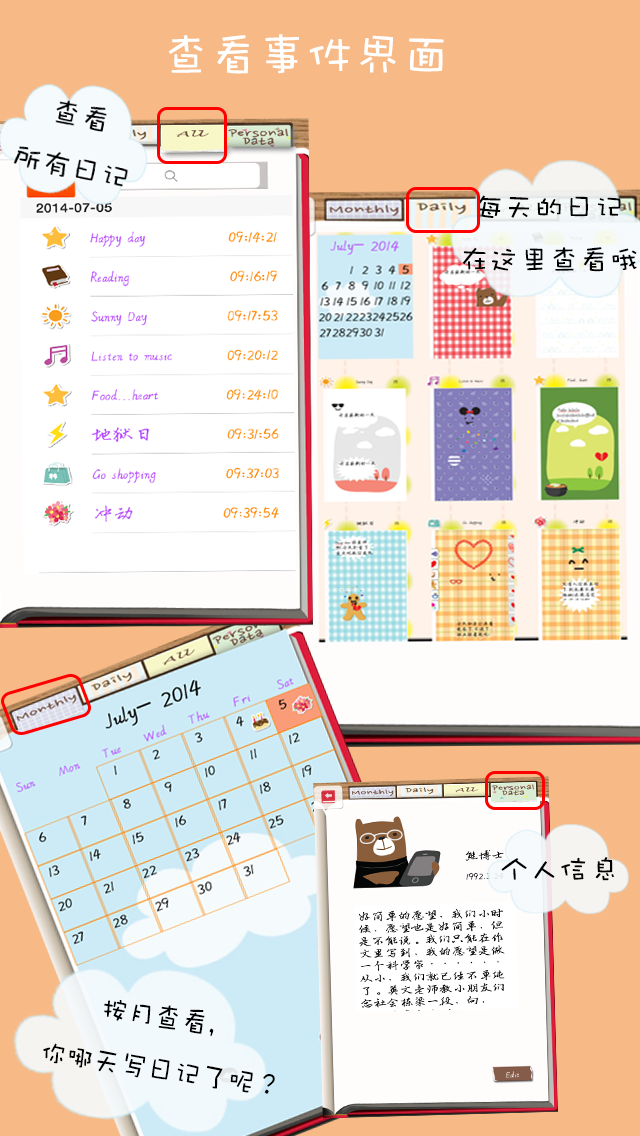 查看事件界面
查看
所有日记
ALL
Personal
Data
2014-07-05
Happy day 09:14:21
Reading 09:16:19
Sunny Day 09:17:53
Listen to music 09:20:12
Food...heart 09:24:10
地狱日 09:31:56
Go shopping 09:37:03
冲动 09:39:54
每天的日记
在这里查看哦
Monthly Daily
July- 2014
1 2 3 4 5
6 7 8 9 10 11 12
13 14 15 16 17 18 19
20 21 22 23 24 25 26
27 28 29 30 31
Monthly Daily ALL Personal
Data
July- 2014
Sun Mon Tue Wed Thu Fri Sat
1 2 3 4 5
6 7 8 9 10 11 12
13 14 15 16 17 18 19
20 21 22 23 24 25 26
27 28 29 30 31
按月查看,
你哪天写日记了呢？
Monthly Daily ALL Personal
Data
熊博士
1992.3
个人信息
好简单的愿望，我们小时
候，愿望也是好简单，但
是不能说。我们只能在作
文里写到，我的愿望是做
一个科学家······
从小，我们就已经不单纯
了。英文老师教小朋友们
念社会栋梁一段，向，
Edit